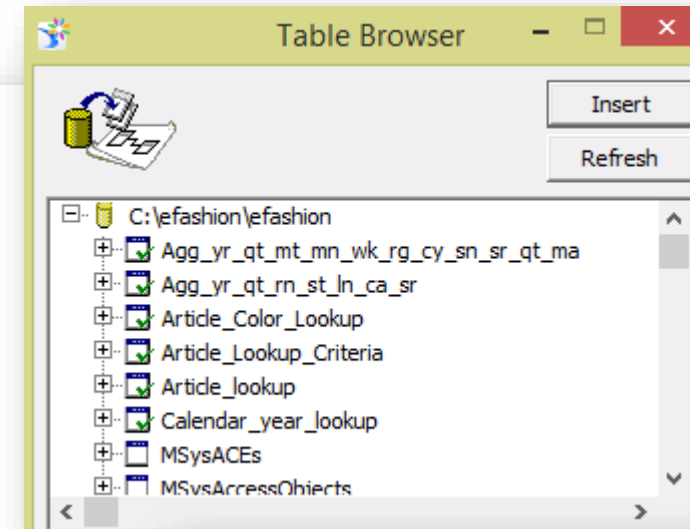 Table Browser
Insert
Refresh
C:\efashion\efashion
Agg_yr_qt_mt_mn_wk_rg_cy_sn_sr_qt_ma
Agg_yr_qt_rn_st_ln_ca_sr
Article_Color_Lookup
Article_Lookup_Criteria
Article_lookup
Calendar_year_lookup
MSysACEs
MSysAccessObjects